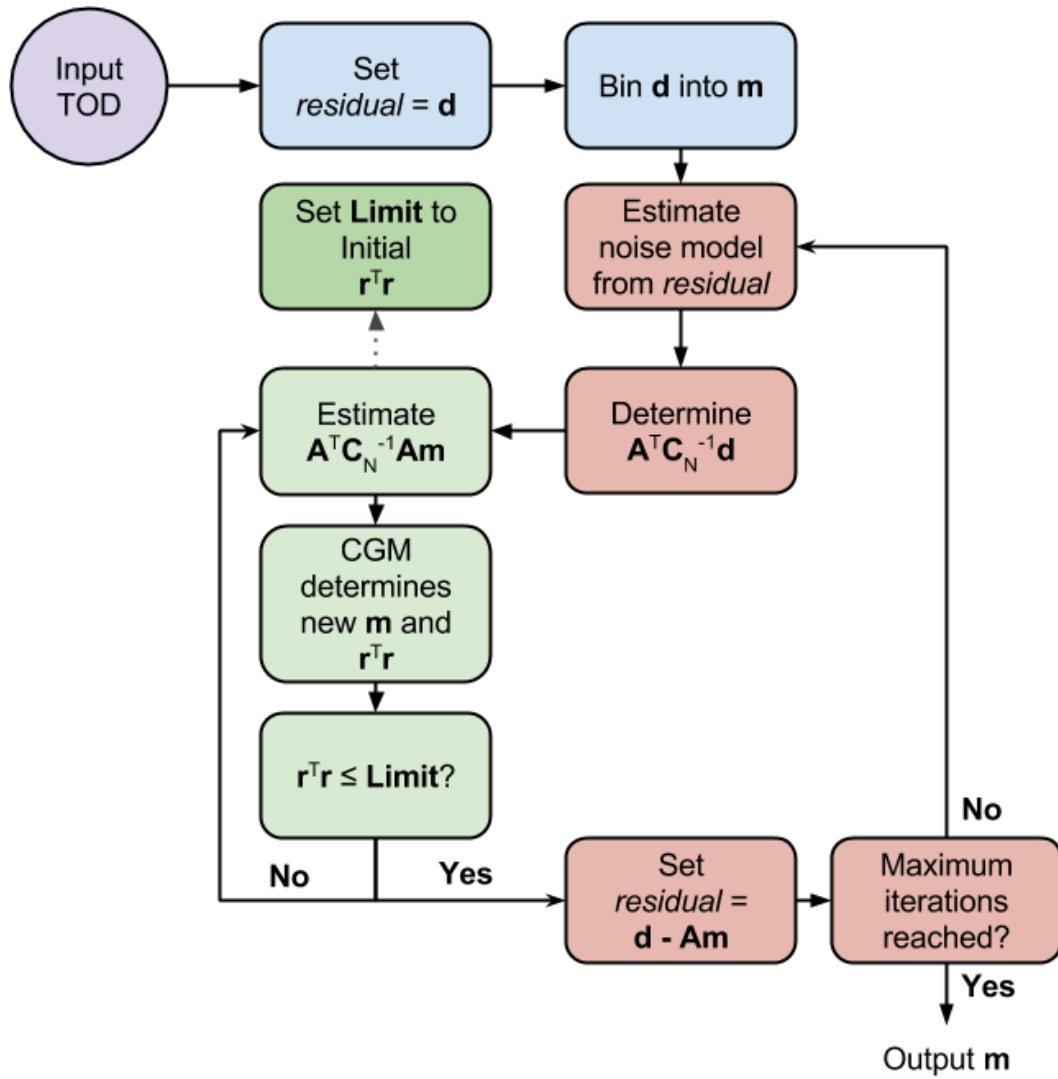 Input
TOD
Set
residual = d
Bin d into m
Set Limit to
Initial
rᵀr
Estimate
noise model
from residual
Estimate
AᵀC_N⁻¹Am
Determine
AᵀC_N⁻¹d
CGM
determines
new m and
rᵀr
rᵀr ≤ Limit?
No
Yes
Set
residual =
d - Am
No
Maximum
iterations
reached?
Yes
Output m